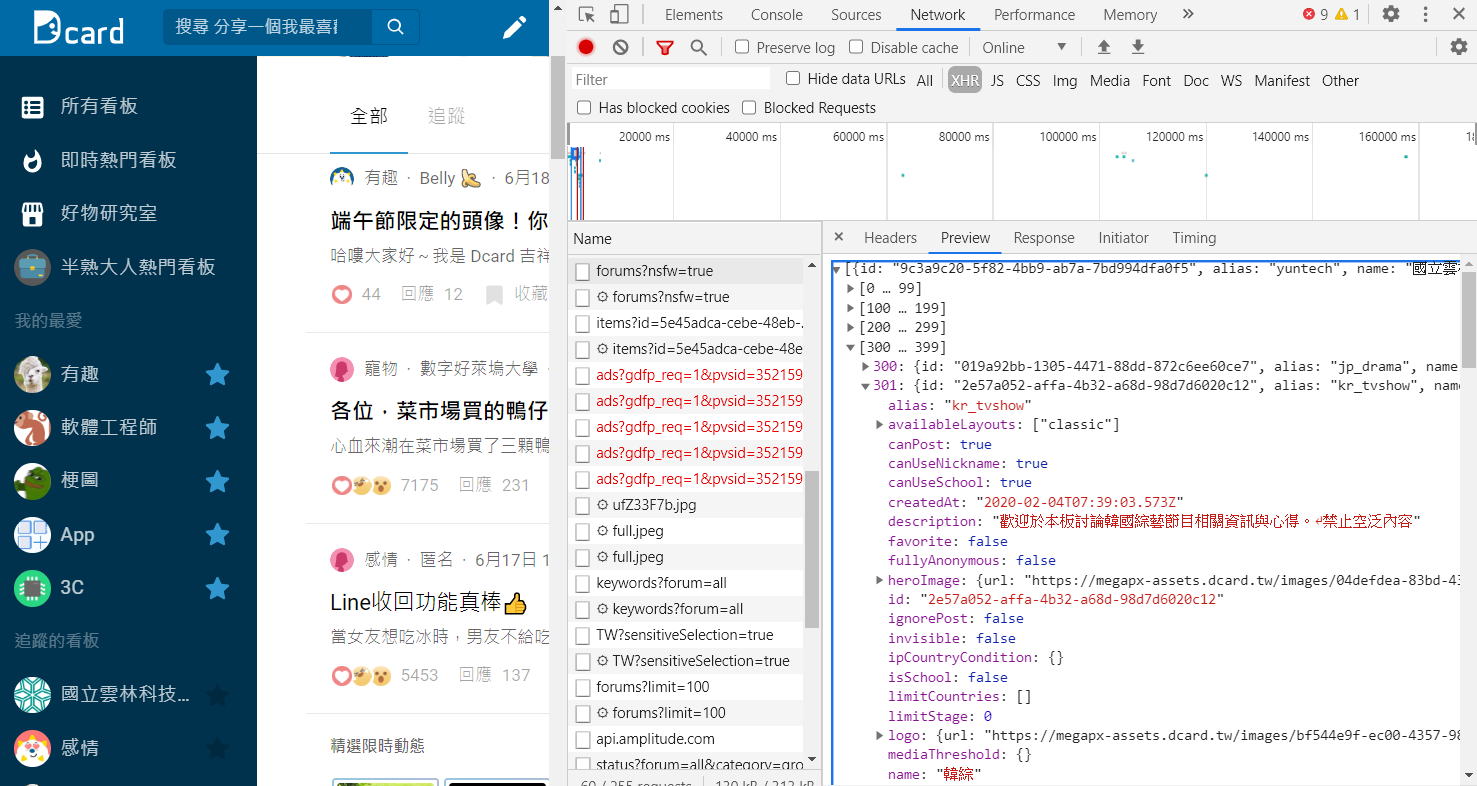 Dcard
搜尋 分享一個我最喜
所有看板
即時熱門看板
好物研究室
半熟大人熱門看板
我的最愛
有趣
軟體工程師
梗圖
App
3C
追蹤的看板
國立雲林科技...
感情
全部 追蹤
有趣 · Belly · 6月18
端午節限定的頭像！你
哈嘍大家好～我是 Dcard 吉祥
44 回應 12 收藏
寵物 · 數字好萊塢大學 ·
各位，菜市場買的鴨仔
心血來潮在菜市場買了三顆鴨
7175 回應 231
感情 · 匿名 · 6月17日 1
Line收回功能真棒👍
當女友想吃冰時，男友不給吃
5453 回應 137
精選限時動態
Elements Console Sources Network Performance Memory » 9 1
Preserve log Disable cache Online
Filter Hide data URLs All XHR JS CSS Img Media Font Doc WS Manifest Other
Has blocked cookies Blocked Requests
20000 ms 40000 ms 60000 ms 80000 ms 100000 ms 120000 ms 140000 ms 160000 ms
Name
forums?nsfw=true
forums?nsfw=true
items?id=5e45adca-cebe-48eb-.
items?id=5e45adca-cebe-48e
ads?gdfp_req=1&pvsid=352159
ads?gdfp_req=1&pvsid=352159
ads?gdfp_req=1&pvsid=352159
ads?gdfp_req=1&pvsid=352159
ads?gdfp_req=1&pvsid=352159
ufZ33F7b.jpg
full.jpeg
full.jpeg
keywords?forum=all
keywords?forum=all
TW?sensitiveSelection=true
TW?sensitiveSelection=true
forums?limit=100
forums?limit=100
api.amplitude.com
status?forum=all&category=gro
× Headers Preview Response Initiator Timing
[{id: "9c3a9c20-5f82-4bb9-ab7a-7bd994dfa0f5", alias: "yuntech", name: "國立雲
[0 … 99]
[100 … 199]
[200 … 299]
[300 … 399]
300: {id: "019a92bb-1305-4471-88dd-872c6ee60ce7", alias: "jp_drama", name
301: {id: "2e57a052-affa-4b32-a68d-98d7d6020c12", alias: "kr_tvshow", nam
alias: "kr_tvshow"
availableLayouts: ["classic"]
canPost: true
canUseNickname: true
canUseSchool: true
createdAt: "2020-02-04T07:39:03.573Z"
description: "歡迎於本板討論韓國綜藝節目相關資訊與心得。↵禁止空泛內容"
favorite: false
fullyAnonymous: false
heroImage: {url: "https://megapx-assets.dcard.tw/images/04defdea-83bd-43
id: "2e57a052-affa-4b32-a68d-98d7d6020c12"
ignorePost: false
invisible: false
ipCountryCondition: {}
isSchool: false
limitCountries: []
limitStage: 0
logo: {url: "https://megapx-assets.dcard.tw/images/bf544e9f-ec00-4357-98
mediaThreshold: {}
name: "韓綜"